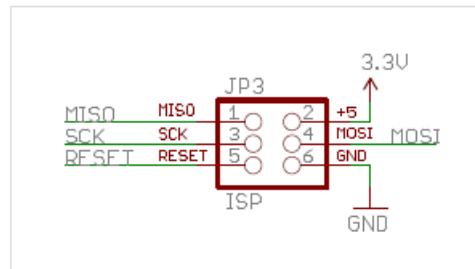 3.3V
JP3
MISO MISO 1 2 +5
SCK SCK 3 4 MOSI MOSI
RESET RESET 5 6 GND
ISP
GND